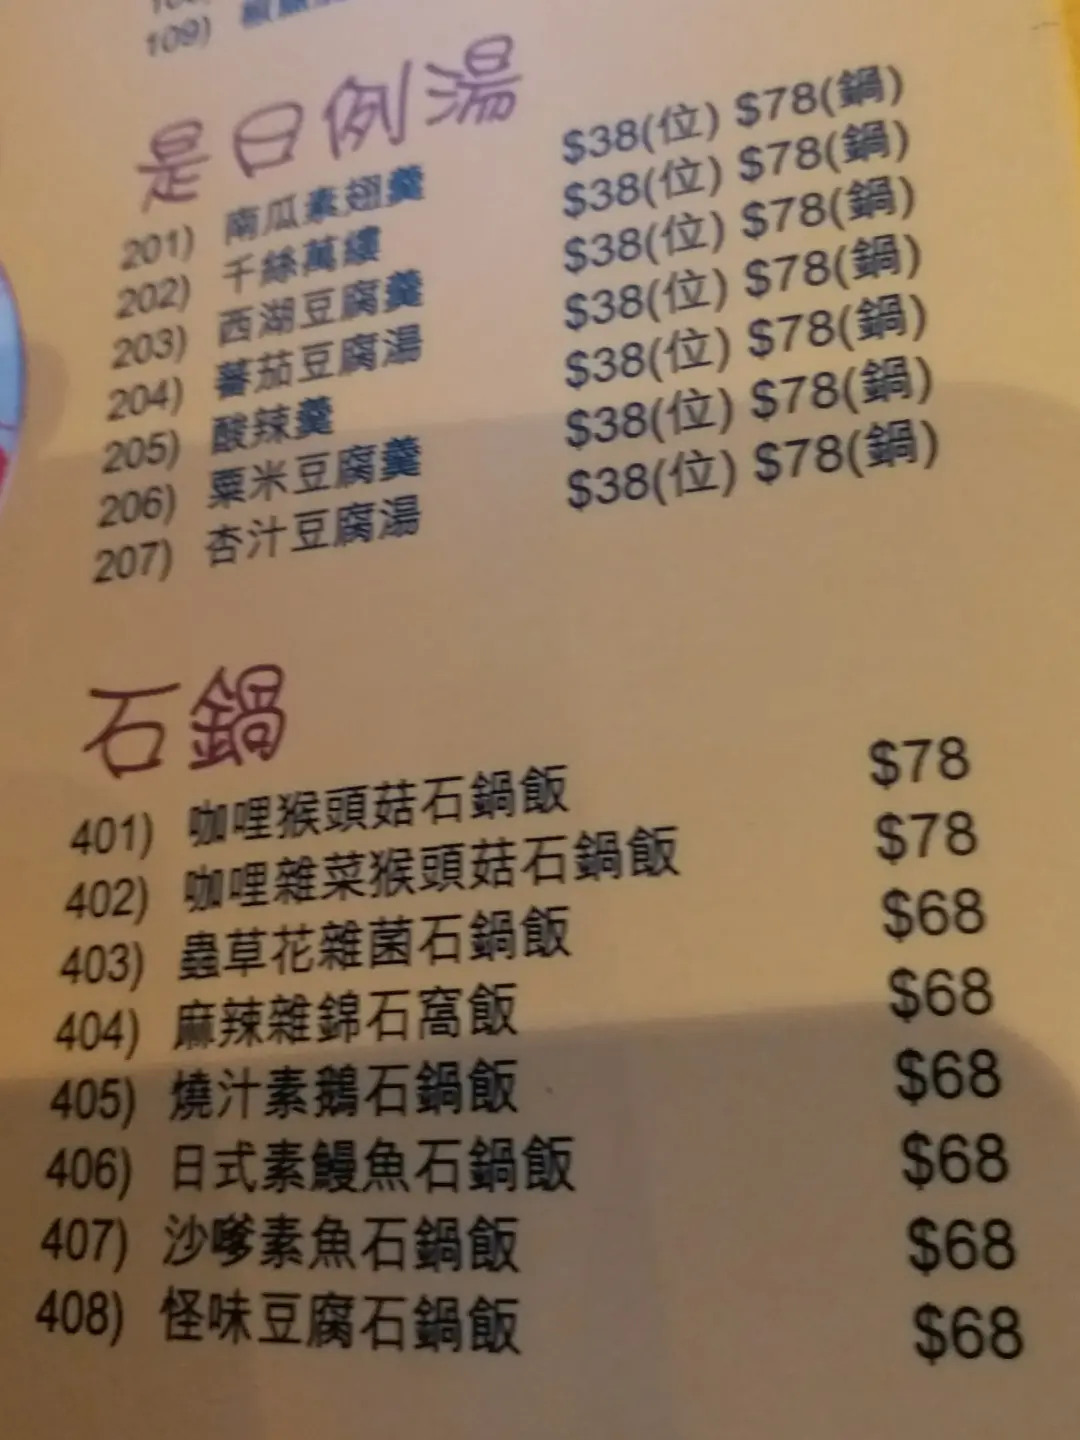 109)
是日例湯
201) 南瓜素翅羹 $38(位) $78(鍋)
202) 千絲萬縷 $38(位) $78(鍋)
203) 西湖豆腐羹 $38(位) $78(鍋)
204) 蕃茄豆腐湯 $38(位) $78(鍋)
205) 酸辣羹 $38(位) $78(鍋)
206) 粟米豆腐羹 $38(位) $78(鍋)
207) 杏汁豆腐湯 $38(位) $78(鍋)
石鍋
401) 咖哩猴頭菇石鍋飯 $78
402) 咖哩雜菜猴頭菇石鍋飯 $78
403) 蟲草花雜菌石鍋飯 $68
404) 麻辣雜錦石窩飯 $68
405) 燒汁素鵝石鍋飯 $68
406) 日式素鰻魚石鍋飯 $68
407) 沙嗲素魚石鍋飯 $68
408) 怪味豆腐石鍋飯 $68